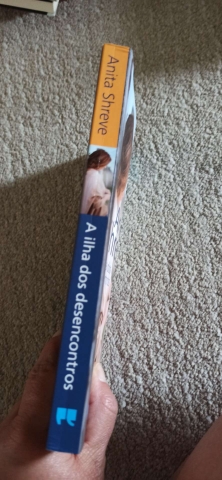 Anita Shreve
A ilha dos desencontros